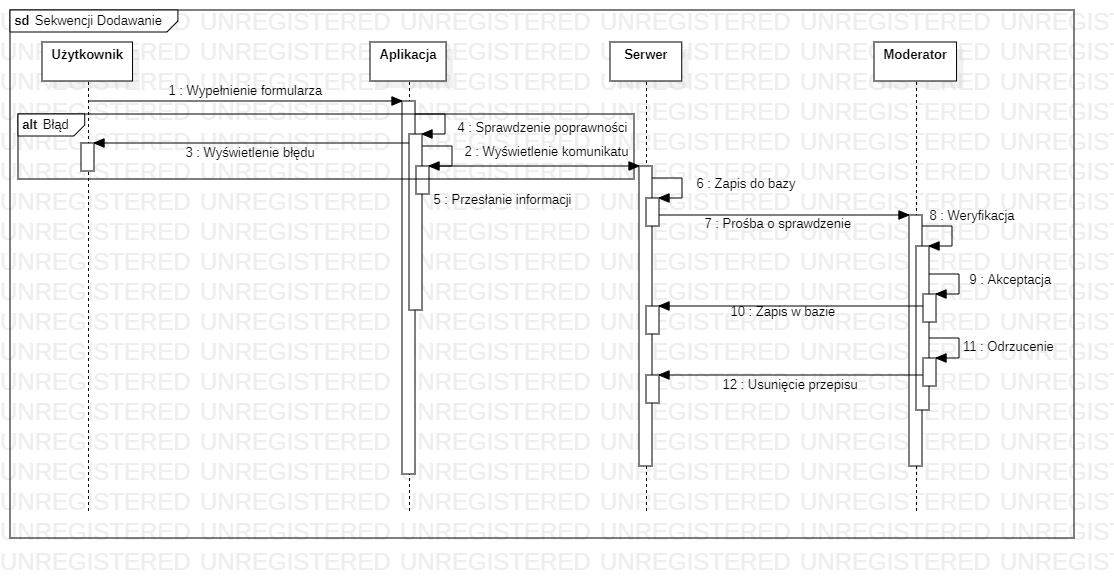 sd Sekwencji Dodawanie
Użytkownik
Aplikacja
Serwer
Moderator
1 : Wypełnienie formularza
alt Błąd
4 : Sprawdzenie poprawności
3 : Wyświetlenie błędu
2 : Wyświetlenie komunikatu
5 : Przesłanie informacji
6 : Zapis do bazy
7 : Prośba o sprawdzenie
8 : Weryfikacja
9 : Akceptacja
10 : Zapis w bazie
11 : Odrzucenie
12 : Usunięcie przepisu
UNREGISTERED UNREGISTERED UNREGISTERED UNREGISTERED UNREGISTERED UNREGISTERED